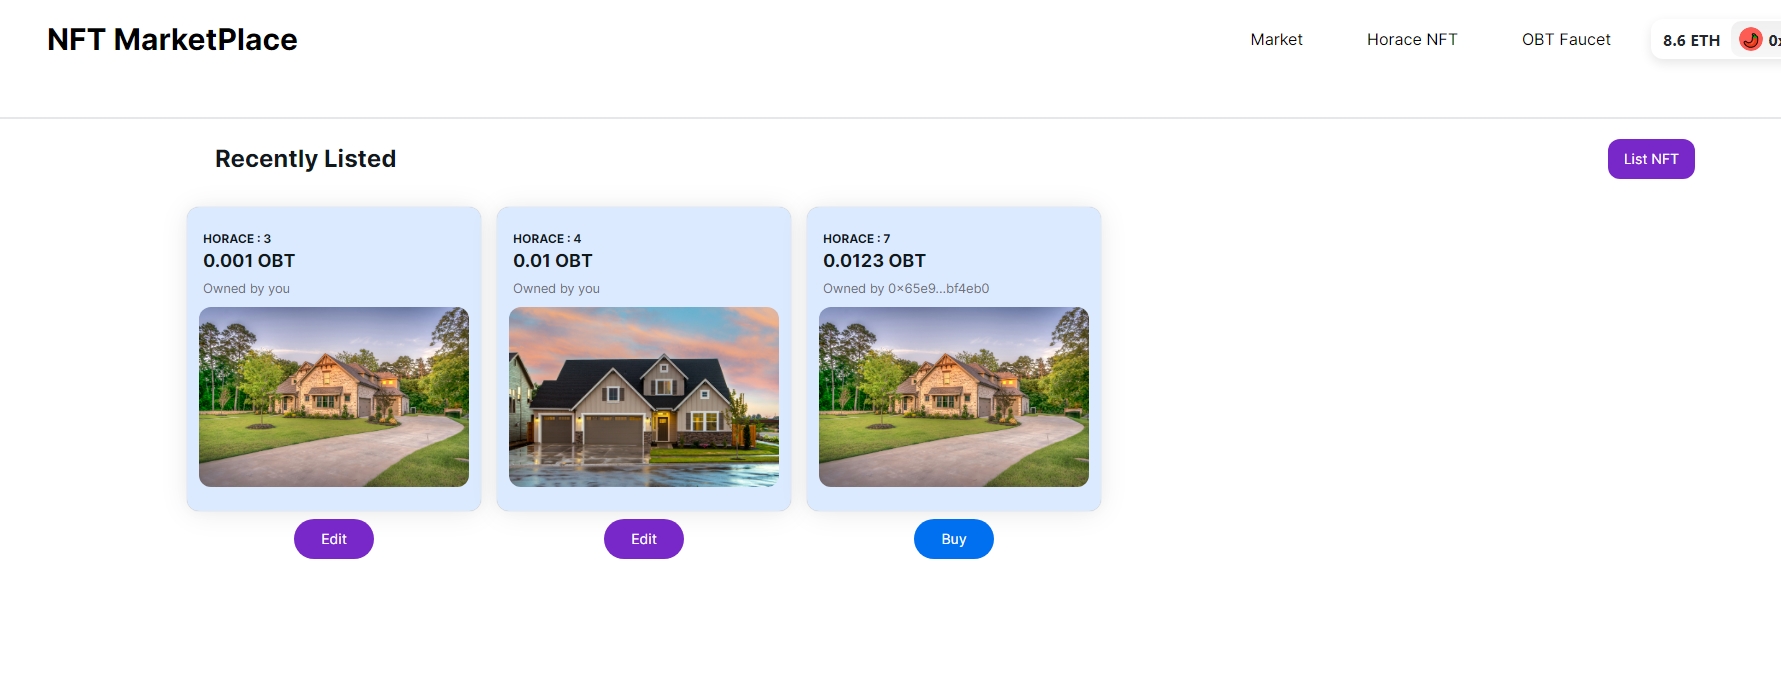 NFT MarketPlace
Market
Horace NFT
OBT Faucet
8.6 ETH
Recently Listed
List NFT
HORACE : 3
0.001 OBT
Owned by you
Edit
HORACE : 4
0.01 OBT
Owned by you
Edit
HORACE : 7
0.0123 OBT
Owned by 0×65e9...bf4eb0
Buy